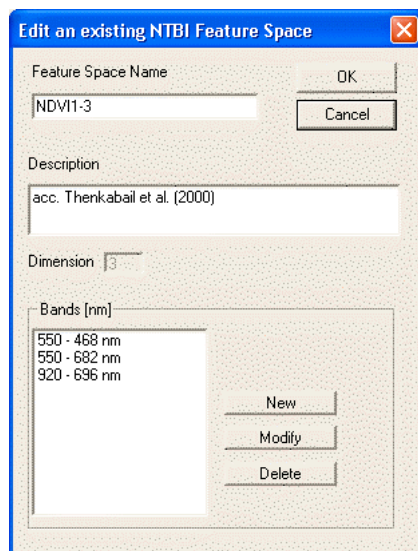 Edit an existing NTBI Feature Space
Feature Space Name
OK
NDVI1-3
Cancel
Description
acc. Thenkabail et al. (2000)
Dimension 3
Bands [nm]
550 - 468 nm
550 - 682 nm
920 - 696 nm
New
Modify
Delete